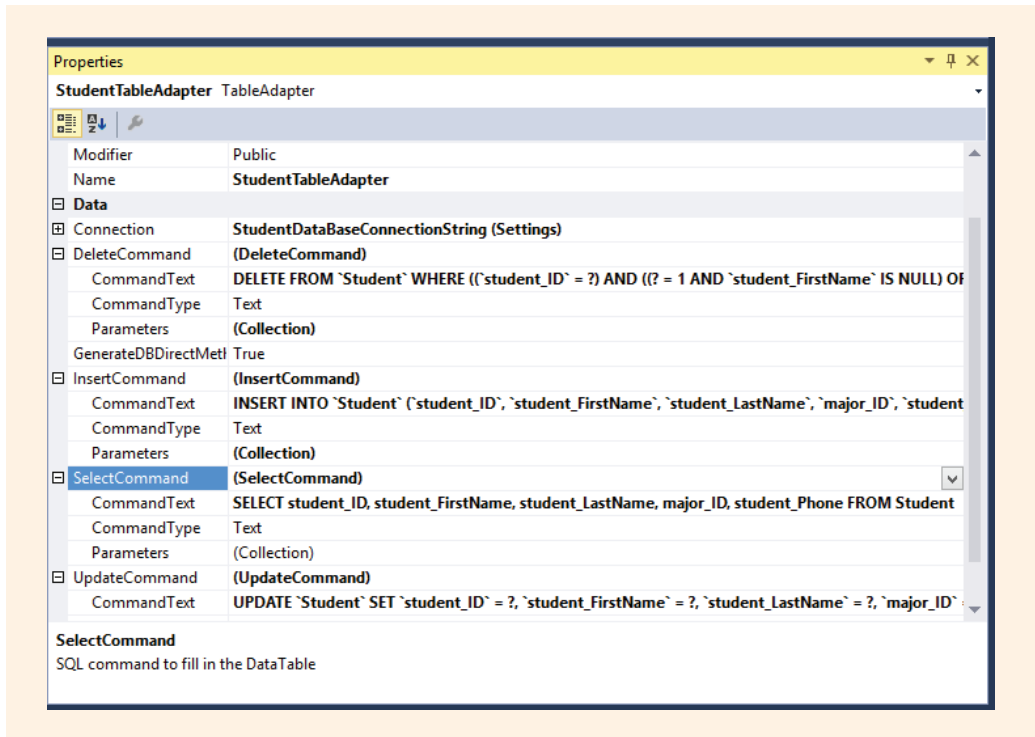 Properties
StudentTableAdapter TableAdapter
Modifier Public
Name StudentTableAdapter
Data
Connection StudentDataBaseConnectionString (Settings)
DeleteCommand (DeleteCommand)
CommandText DELETE FROM `Student` WHERE ((`student_ID` = ?) AND ((? = 1 AND `student_FirstName` IS NULL) OR
CommandType Text
Parameters (Collection)
GenerateDBDirectMetl True
InsertCommand (InsertCommand)
CommandText INSERT INTO `Student` (`student_ID`, `student_FirstName`, `student_LastName`, `major_ID`, `student
CommandType Text
Parameters (Collection)
SelectCommand (SelectCommand)
CommandText SELECT student_ID, student_FirstName, student_LastName, major_ID, student_Phone FROM Student
CommandType Text
Parameters (Collection)
UpdateCommand (UpdateCommand)
CommandText UPDATE `Student` SET `student_ID` = ?, `student_FirstName` = ?, `student_LastName` = ?, `major_ID` =
SelectCommand
SQL command to fill in the DataTable